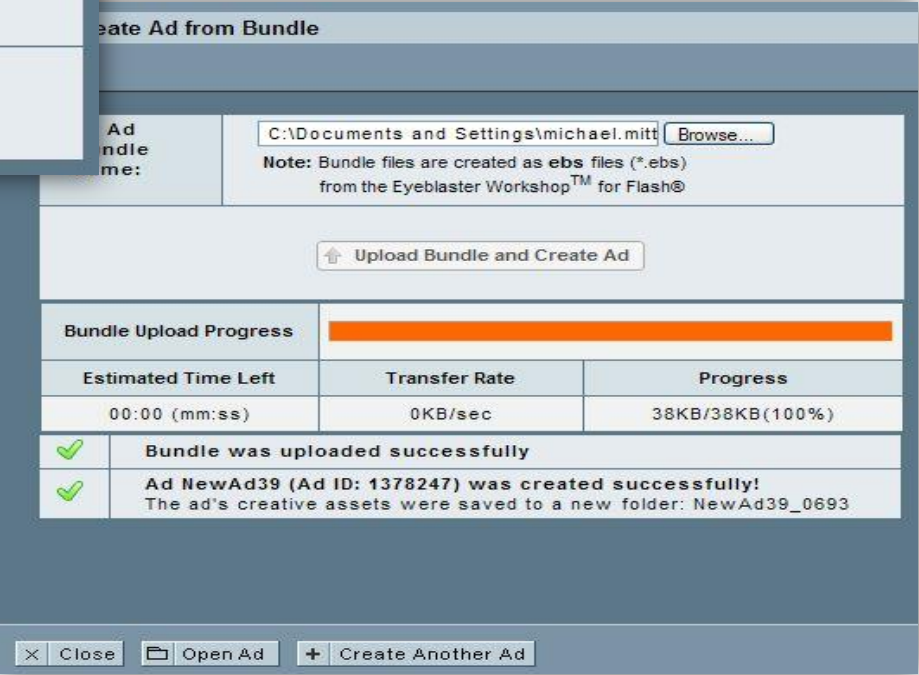 eate Ad from Bundle
Ad
ndle
me:
C:\Documents and Settings\michael.mitt Browse...
Note: Bundle files are created as ebs files (*.ebs)
from the Eyeblaster Workshop™ for Flash®
Upload Bundle and Create Ad
Bundle Upload Progress
Estimated Time Left Transfer Rate Progress
00:00 (mm:ss) 0KB/sec 38KB/38KB(100%)
Bundle was uploaded successfully
Ad NewAd39 (Ad ID: 1378247) was created successfully!
The ad's creative assets were saved to a new folder: NewAd39_0693
Close Open Ad + Create Another Ad